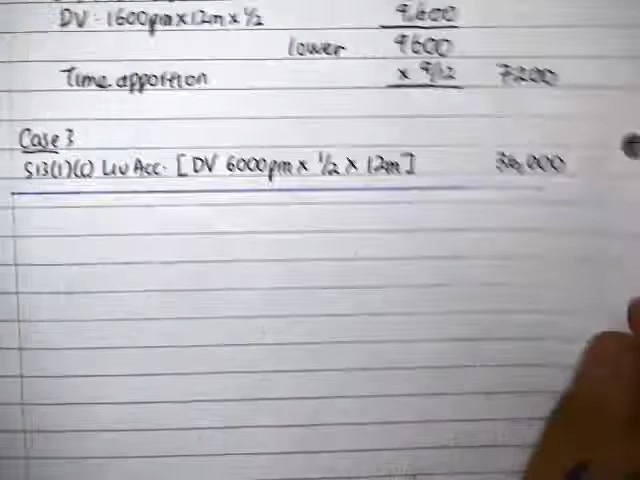 DV : 1600pm x 12m x 1/2 9600
lower 9600
Time apportion x 9/12 7200
Case 3
S13(1)(c) Liv Acc. [DV 6000pm x 1/2 x 12m] 36,000